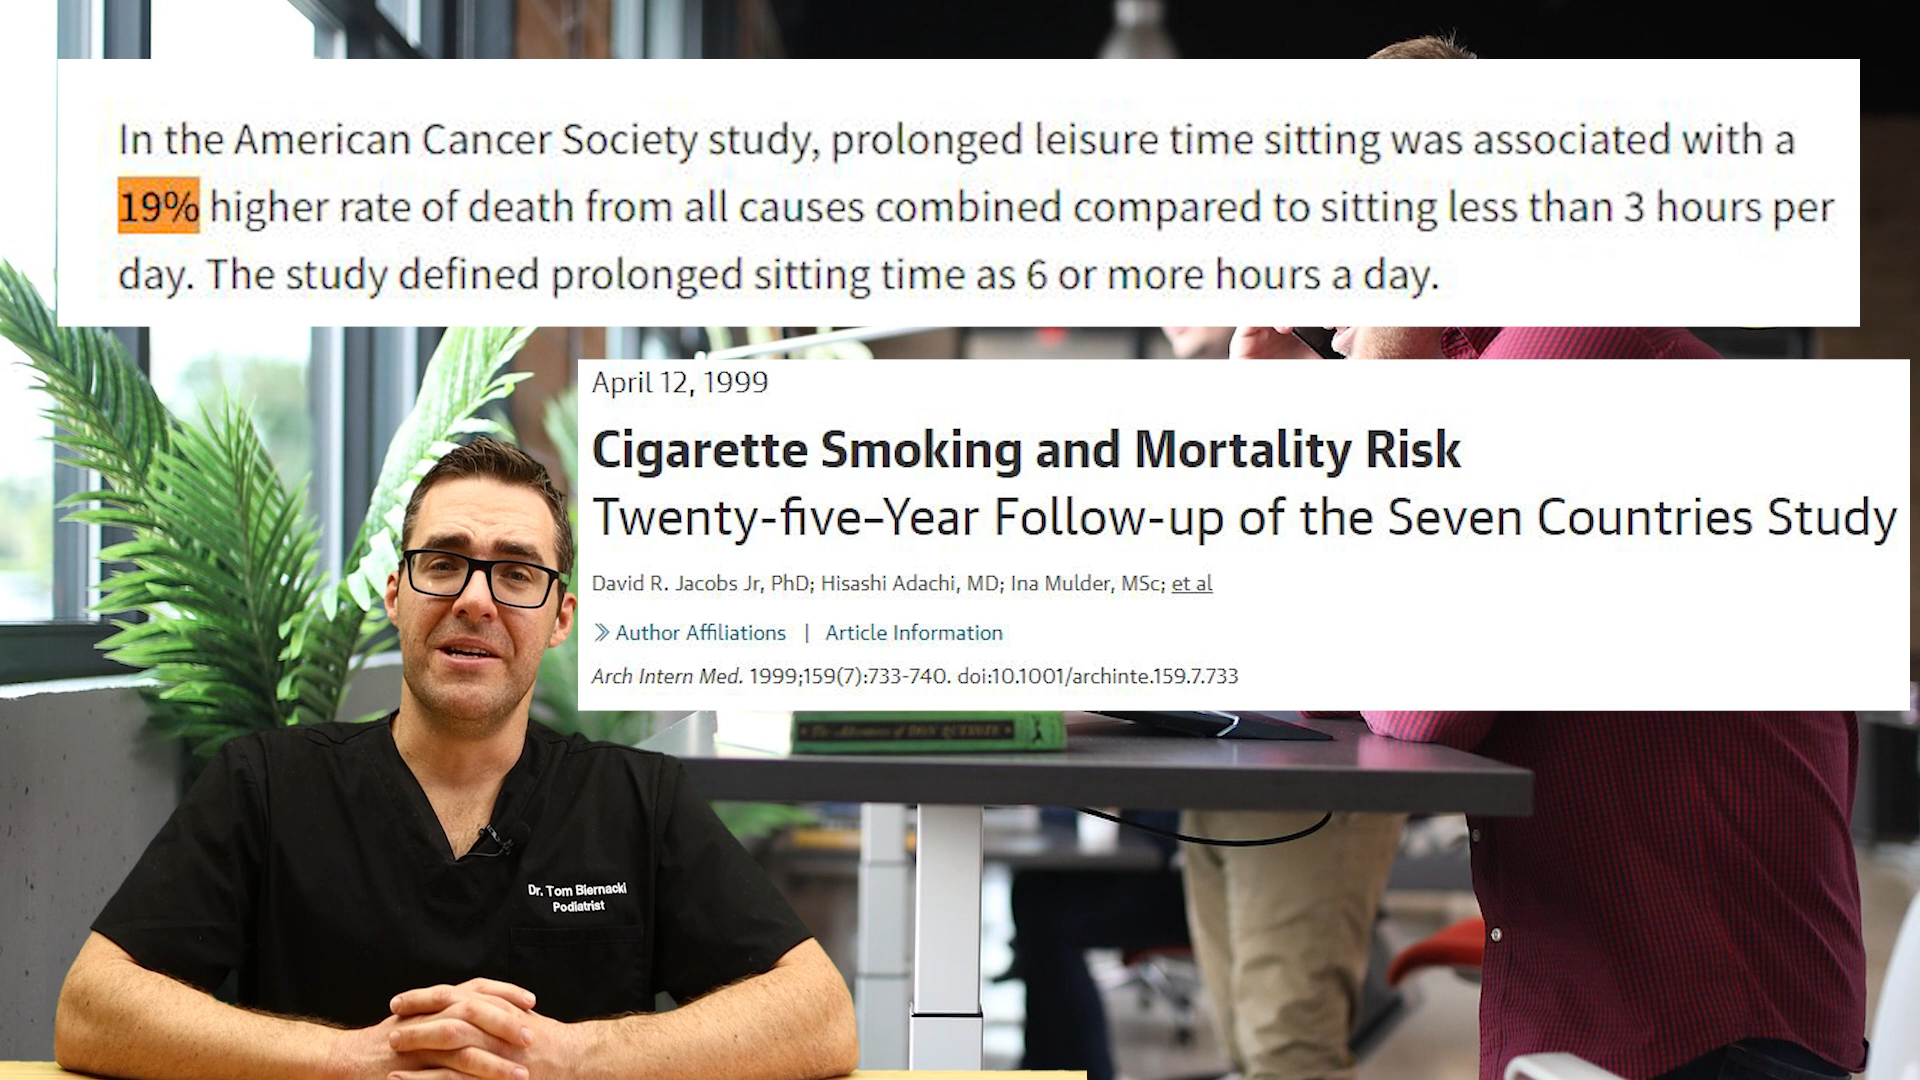 In the American Cancer Society study, prolonged leisure time sitting was associated with a
19% higher rate of death from all causes combined compared to sitting less than 3 hours per
day. The study defined prolonged sitting time as 6 or more hours a day.
April 12, 1999
Cigarette Smoking and Mortality Risk
Twenty-five–Year Follow-up of the Seven Countries Study
David R. Jacobs Jr, PhD; Hisashi Adachi, MD; Ina Mulder, MSc; et al
Author Affiliations | Article Information
Arch Intern Med. 1999;159(7):733-740. doi:10.1001/archinte.159.7.733
The Adventures of DON QUIXOTE
Dr. Tom Biernacki
Podiatrist